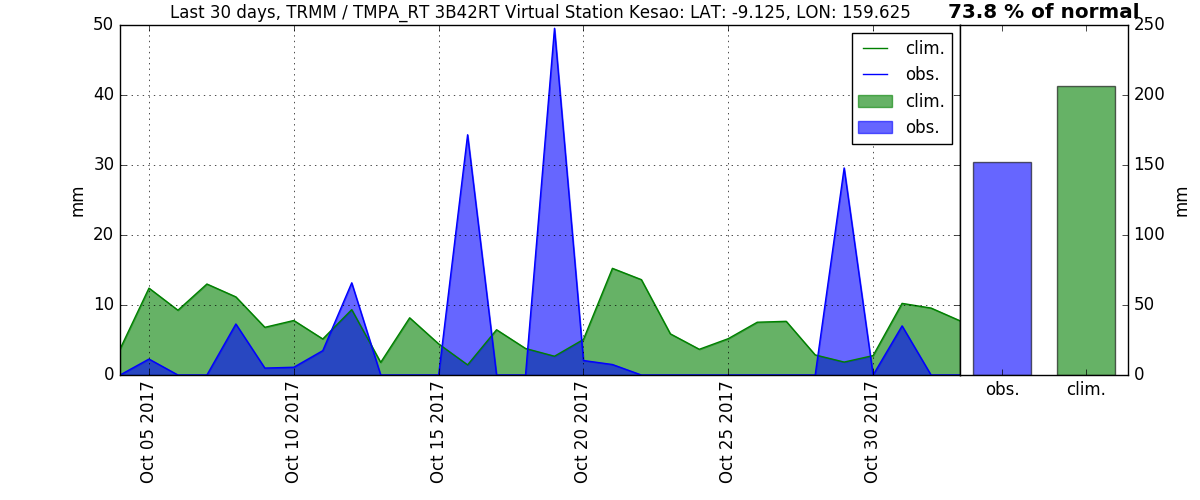 Last 30 days, TRMM / TMPA_RT 3B42RT Virtual Station Kesao: LAT: -9.125, LON: 159.625
73.8 % of normal
50
40
30
20
10
0
mm
clim.
obs.
clim.
obs.
Oct 05 2017
Oct 10 2017
Oct 15 2017
Oct 20 2017
Oct 25 2017
Oct 30 2017
250
200
150
100
50
0
mm
obs.
clim.